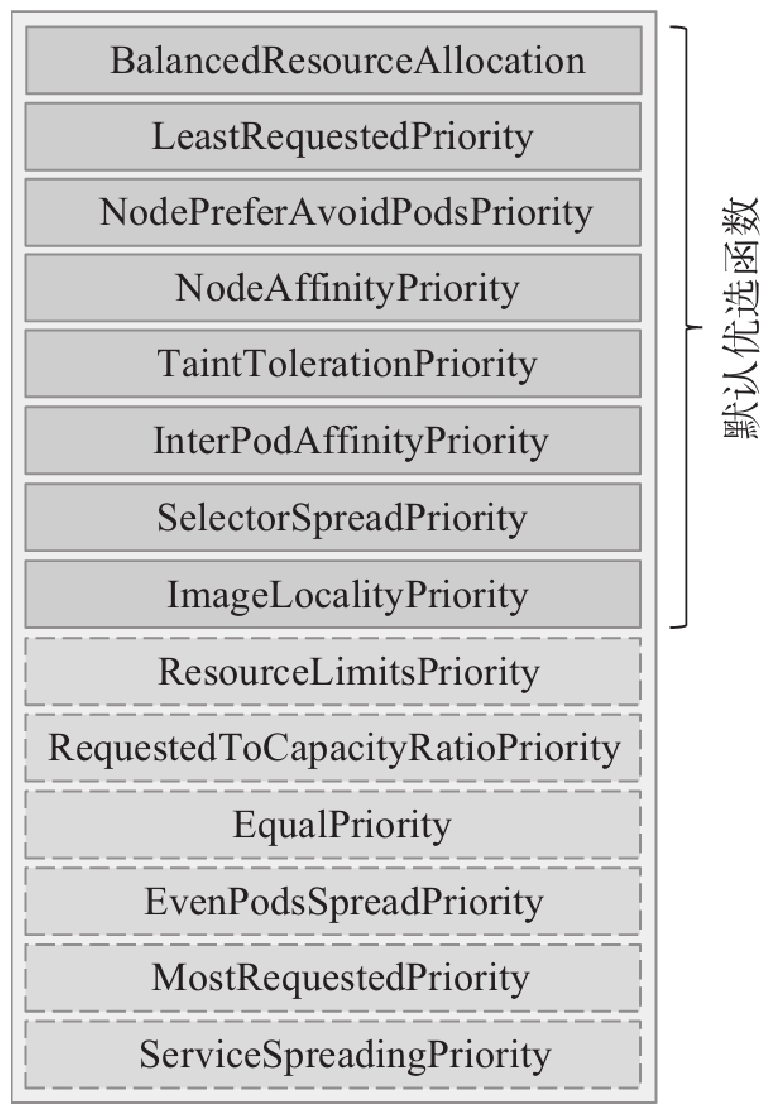 BalancedResourceAllocation
LeastRequestedPriority
NodePreferAvoidPodsPriority
NodeAffinityPriority
TaintTolerationPriority
InterPodAffinityPriority
SelectorSpreadPriority
ImageLocalityPriority
ResourceLimitsPriority
RequestedToCapacityRatioPriority
EqualPriority
EvenPodsSpreadPriority
MostRequestedPriority
ServiceSpreadingPriority
默认优选函数